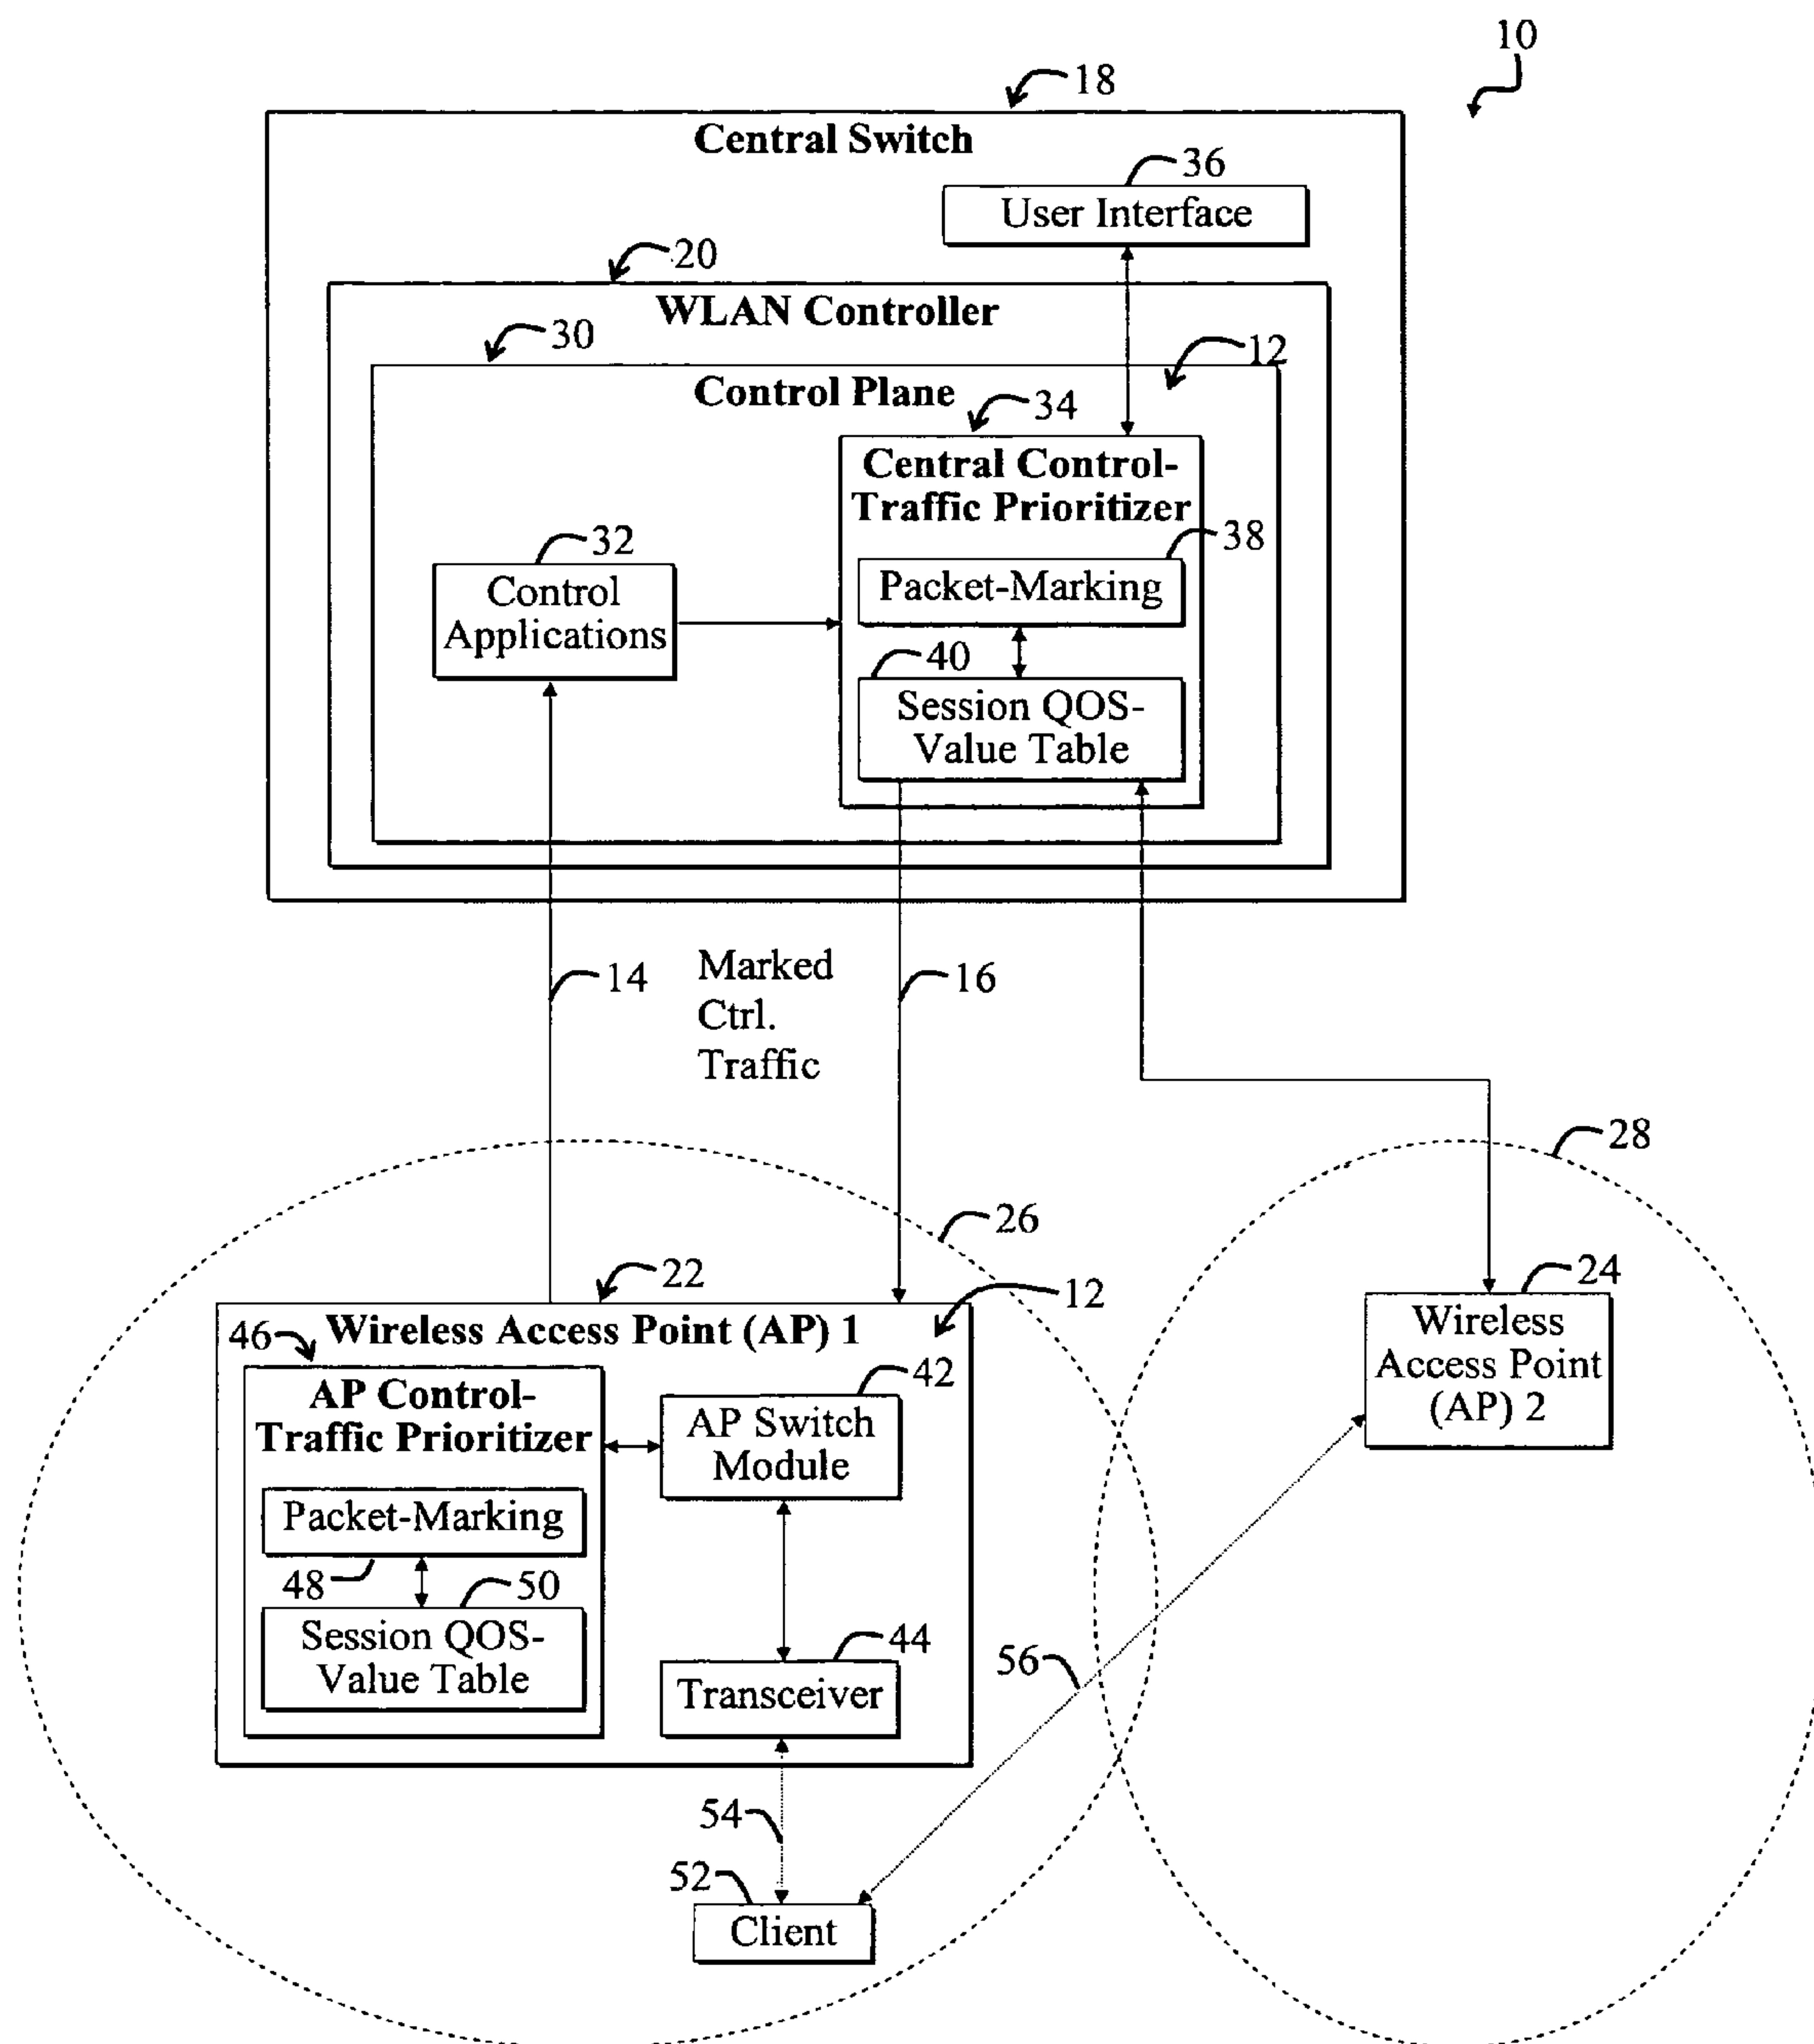 10
18
Central Switch
36
User Interface
20
WLAN Controller
30
12
Control Plane
34
Central Control-
Traffic Prioritizer
32
38
Control
Applications
Packet-Marking
40
Session QOS-
Value Table
14
Marked
Ctrl.
Traffic
16
28
26
22
12
24
46
Wireless Access Point (AP) 1
Wireless
Access Point
(AP) 2
42
AP Control-
Traffic Prioritizer
AP Switch
Module
Packet-Marking
48
50
Session QOS-
Value Table
44
Transceiver
56
54
52
Client